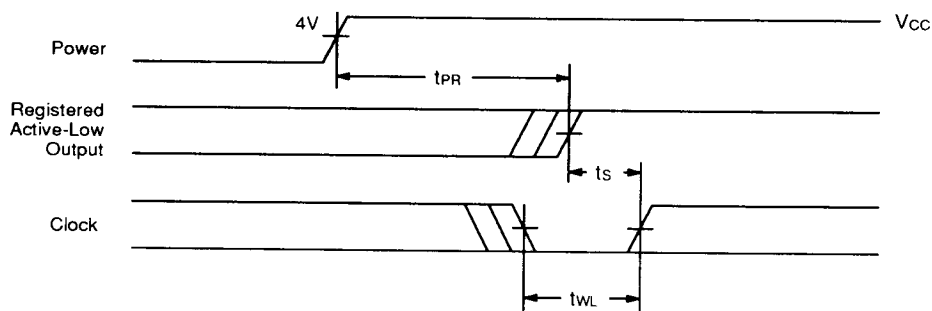 4V
VCC
Power
tPR
Registered
Active-Low
Output
tS
Clock
tWL